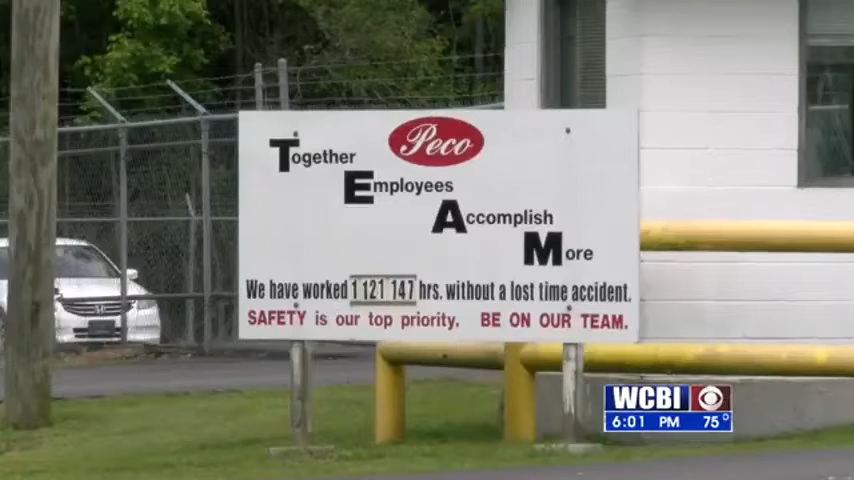 Peco
Together
Employees
Accomplish
More
We have worked 1 121 147 hrs. without a lost time accident.
SAFETY is our top priority. BE ON OUR TEAM.
WCBI
6:01 PM 75°